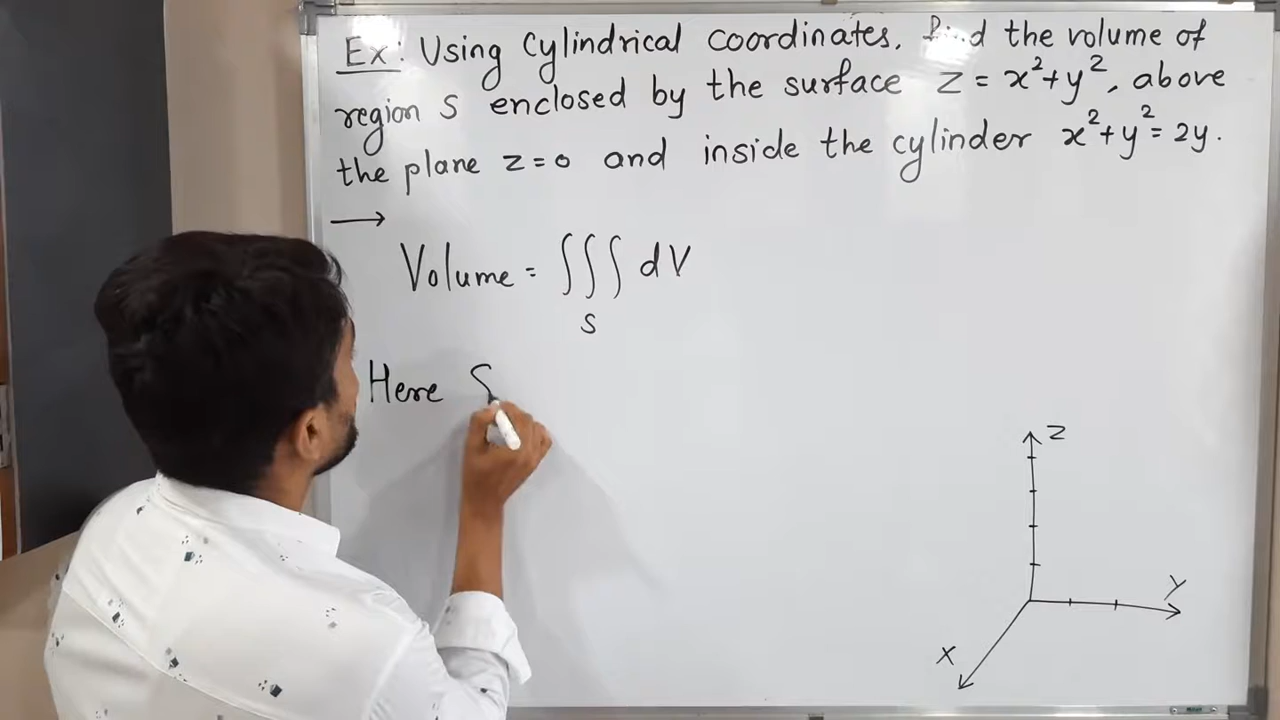 Ex: Using Cylindrical coordinates. Find the volume of
region S enclosed by the surface z = x²+y², above
the plane z=0 and inside the cylinder x²+y²= 2y.
→
Volume = ∫∫∫ dV
S
Here S
Z
Y
X